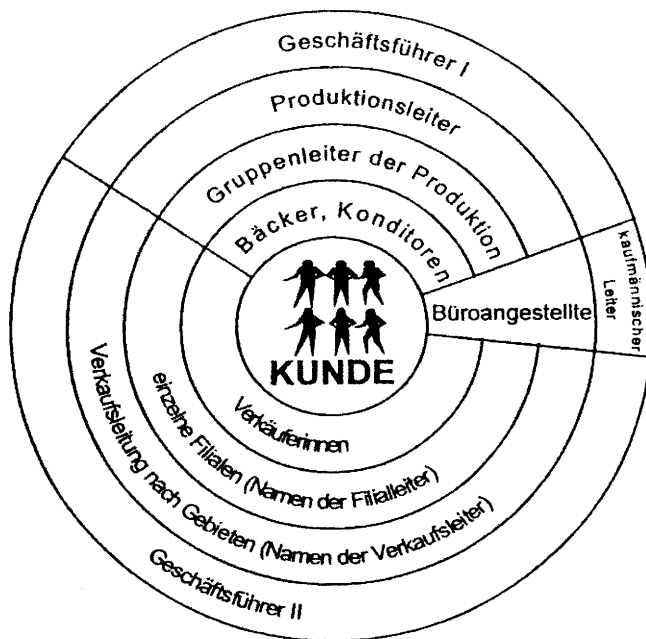 Geschäftsführer I
Produktionsleiter
Gruppenleiter der Produktion
Bäcker, Konditoren
kaufmännischer
Leiter
Büroangestellte
KUNDE
Verkäuferinnen
einzelne Filialen (Namen der Filialleiter)
Verkaufsleitung nach Gebieten (Namen der Verkaufsleiter)
Geschäftsführer II